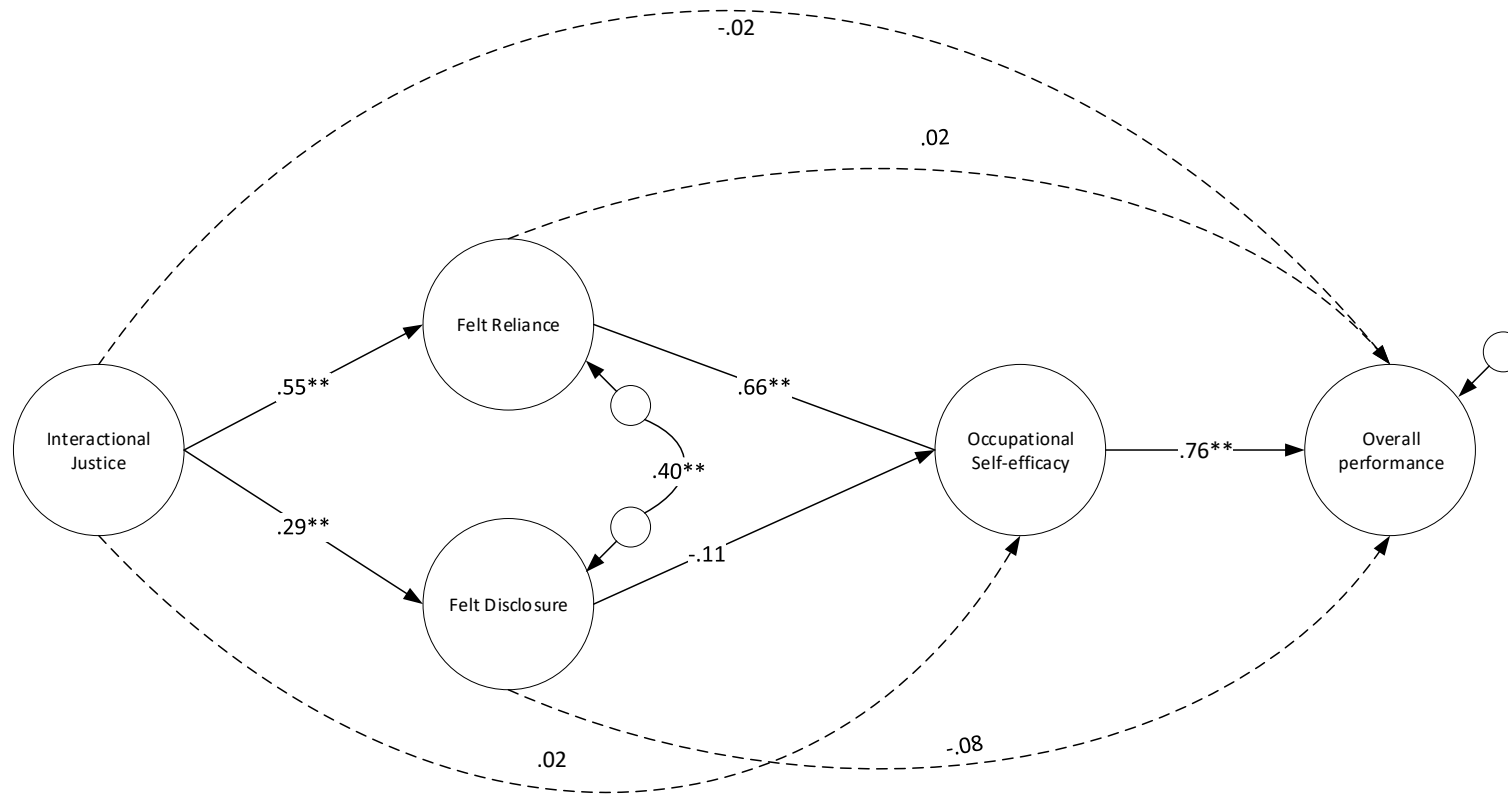 -.02
.02
Felt Reliance
.55**
.66**
Interactional
Justice
.40**
Occupational
Self-efficacy
.76**
Overall
performance
.29**
-.11
Felt Disclosure
.02
-.08